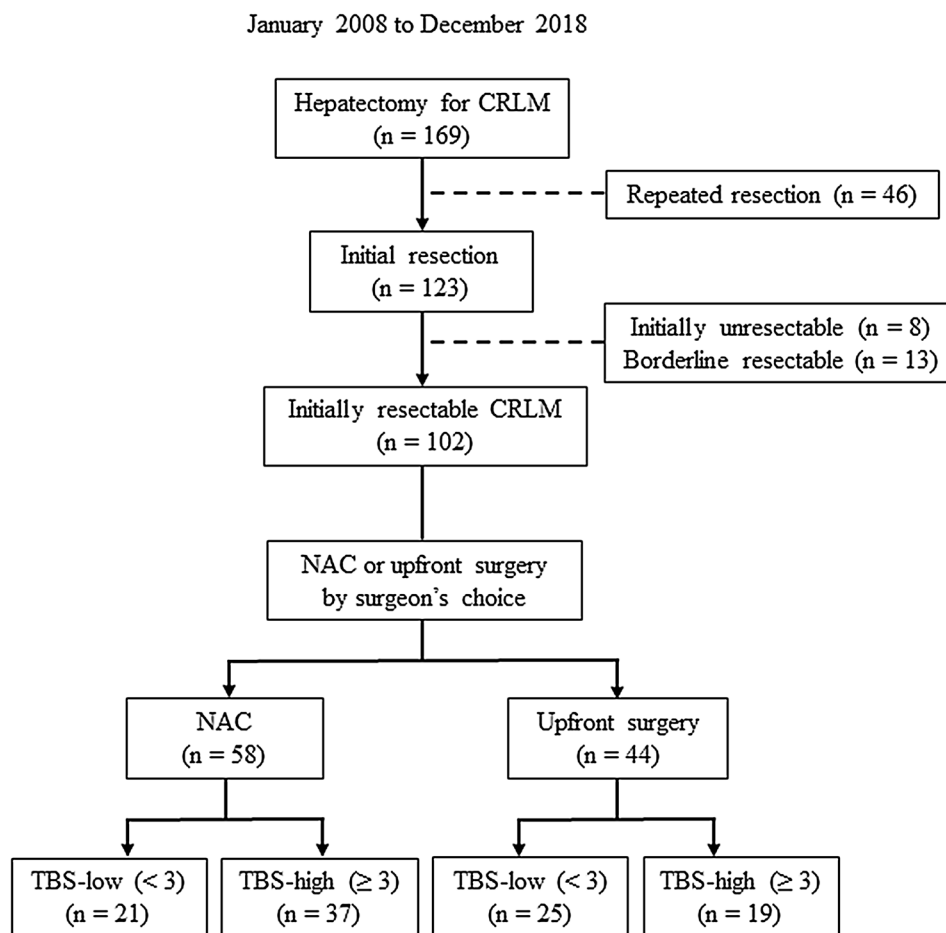 January 2008 to December 2018
Hepatectomy for CRLM
(n = 169)
Repeated resection (n = 46)
Initial resection
(n = 123)
Initially unresectable (n = 8)
Borderline resectable (n = 13)
Initially resectable CRLM
(n = 102)
NAC or upfront surgery
by surgeon's choice
NAC
(n = 58)
Upfront surgery
(n = 44)
TBS-low (< 3)
(n = 21)
TBS-high (≥ 3)
(n = 37)
TBS-low (< 3)
(n = 25)
TBS-high (≥ 3)
(n = 19)